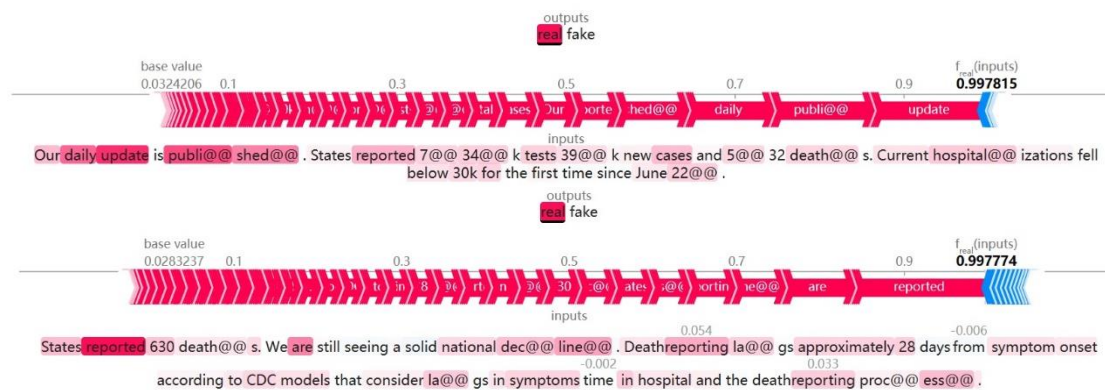 outputs
real fake
base value f_real(inputs)
0.0324206 0.1 0.3 0.5 0.7 0.9 0.997815
tal ases Our porte shed@@ daily publi@@ update
inputs
Our daily update is publi@@ shed@@ . States reported 7@@ 34@@ k tests 39@@ k new cases and 5@@ 32 death@@ s. Current hospital@@ izations fell
below 30k for the first time since June 22@@ .
outputs
real fake
base value f_real(inputs)
0.0283237 0.1 0.3 0.5 0.7 0.9 0.997774
30 ates s@@ portin ne@@ are reported
inputs
0.054 -0.006
States reported 630 death@@ s. We are still seeing a solid national dec@@ line@@ . Deathreporting la@@ gs approximately 28 days from symptom onset
-0.002 0.033
according to CDC models that consider la@@ gs in symptoms time in hospital and the deathreporting proc@@ ess@@ .